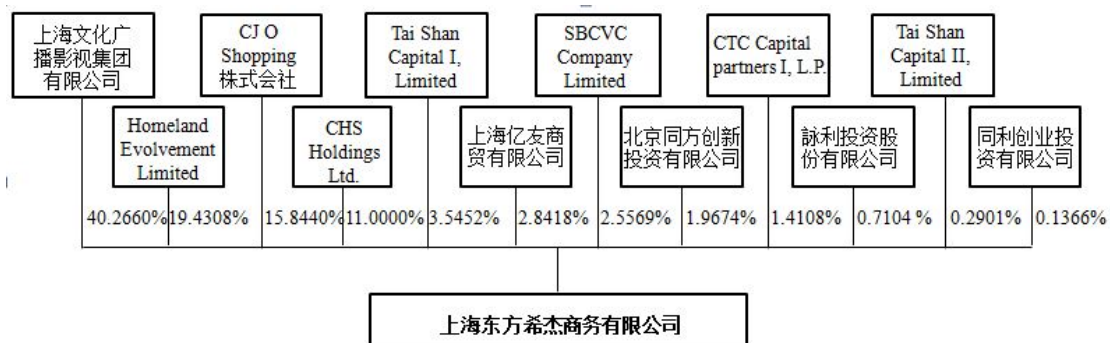 上海文化广
播影视集团
有限公司
CJ O
Shopping
株式会社
Tai Shan
Capital I,
Limited
SBCVC
Company
Limited
CTC Capital
partners I, L.P.
Tai Shan
Capital II,
Limited
Homeland
Evolvement
Limited
CHS
Holdings
Ltd.
上海亿友商
贸有限公司
北京同方创新
投资有限公司
詠利投资股
份有限公司
同利创业投
资有限公司
40.2660% 19.4308% 15.8440% 11.0000% 3.5452% 2.8418% 2.5569% 1.9674% 1.4108% 0.7104 % 0.2901% 0.1366%
上海东方希杰商务有限公司